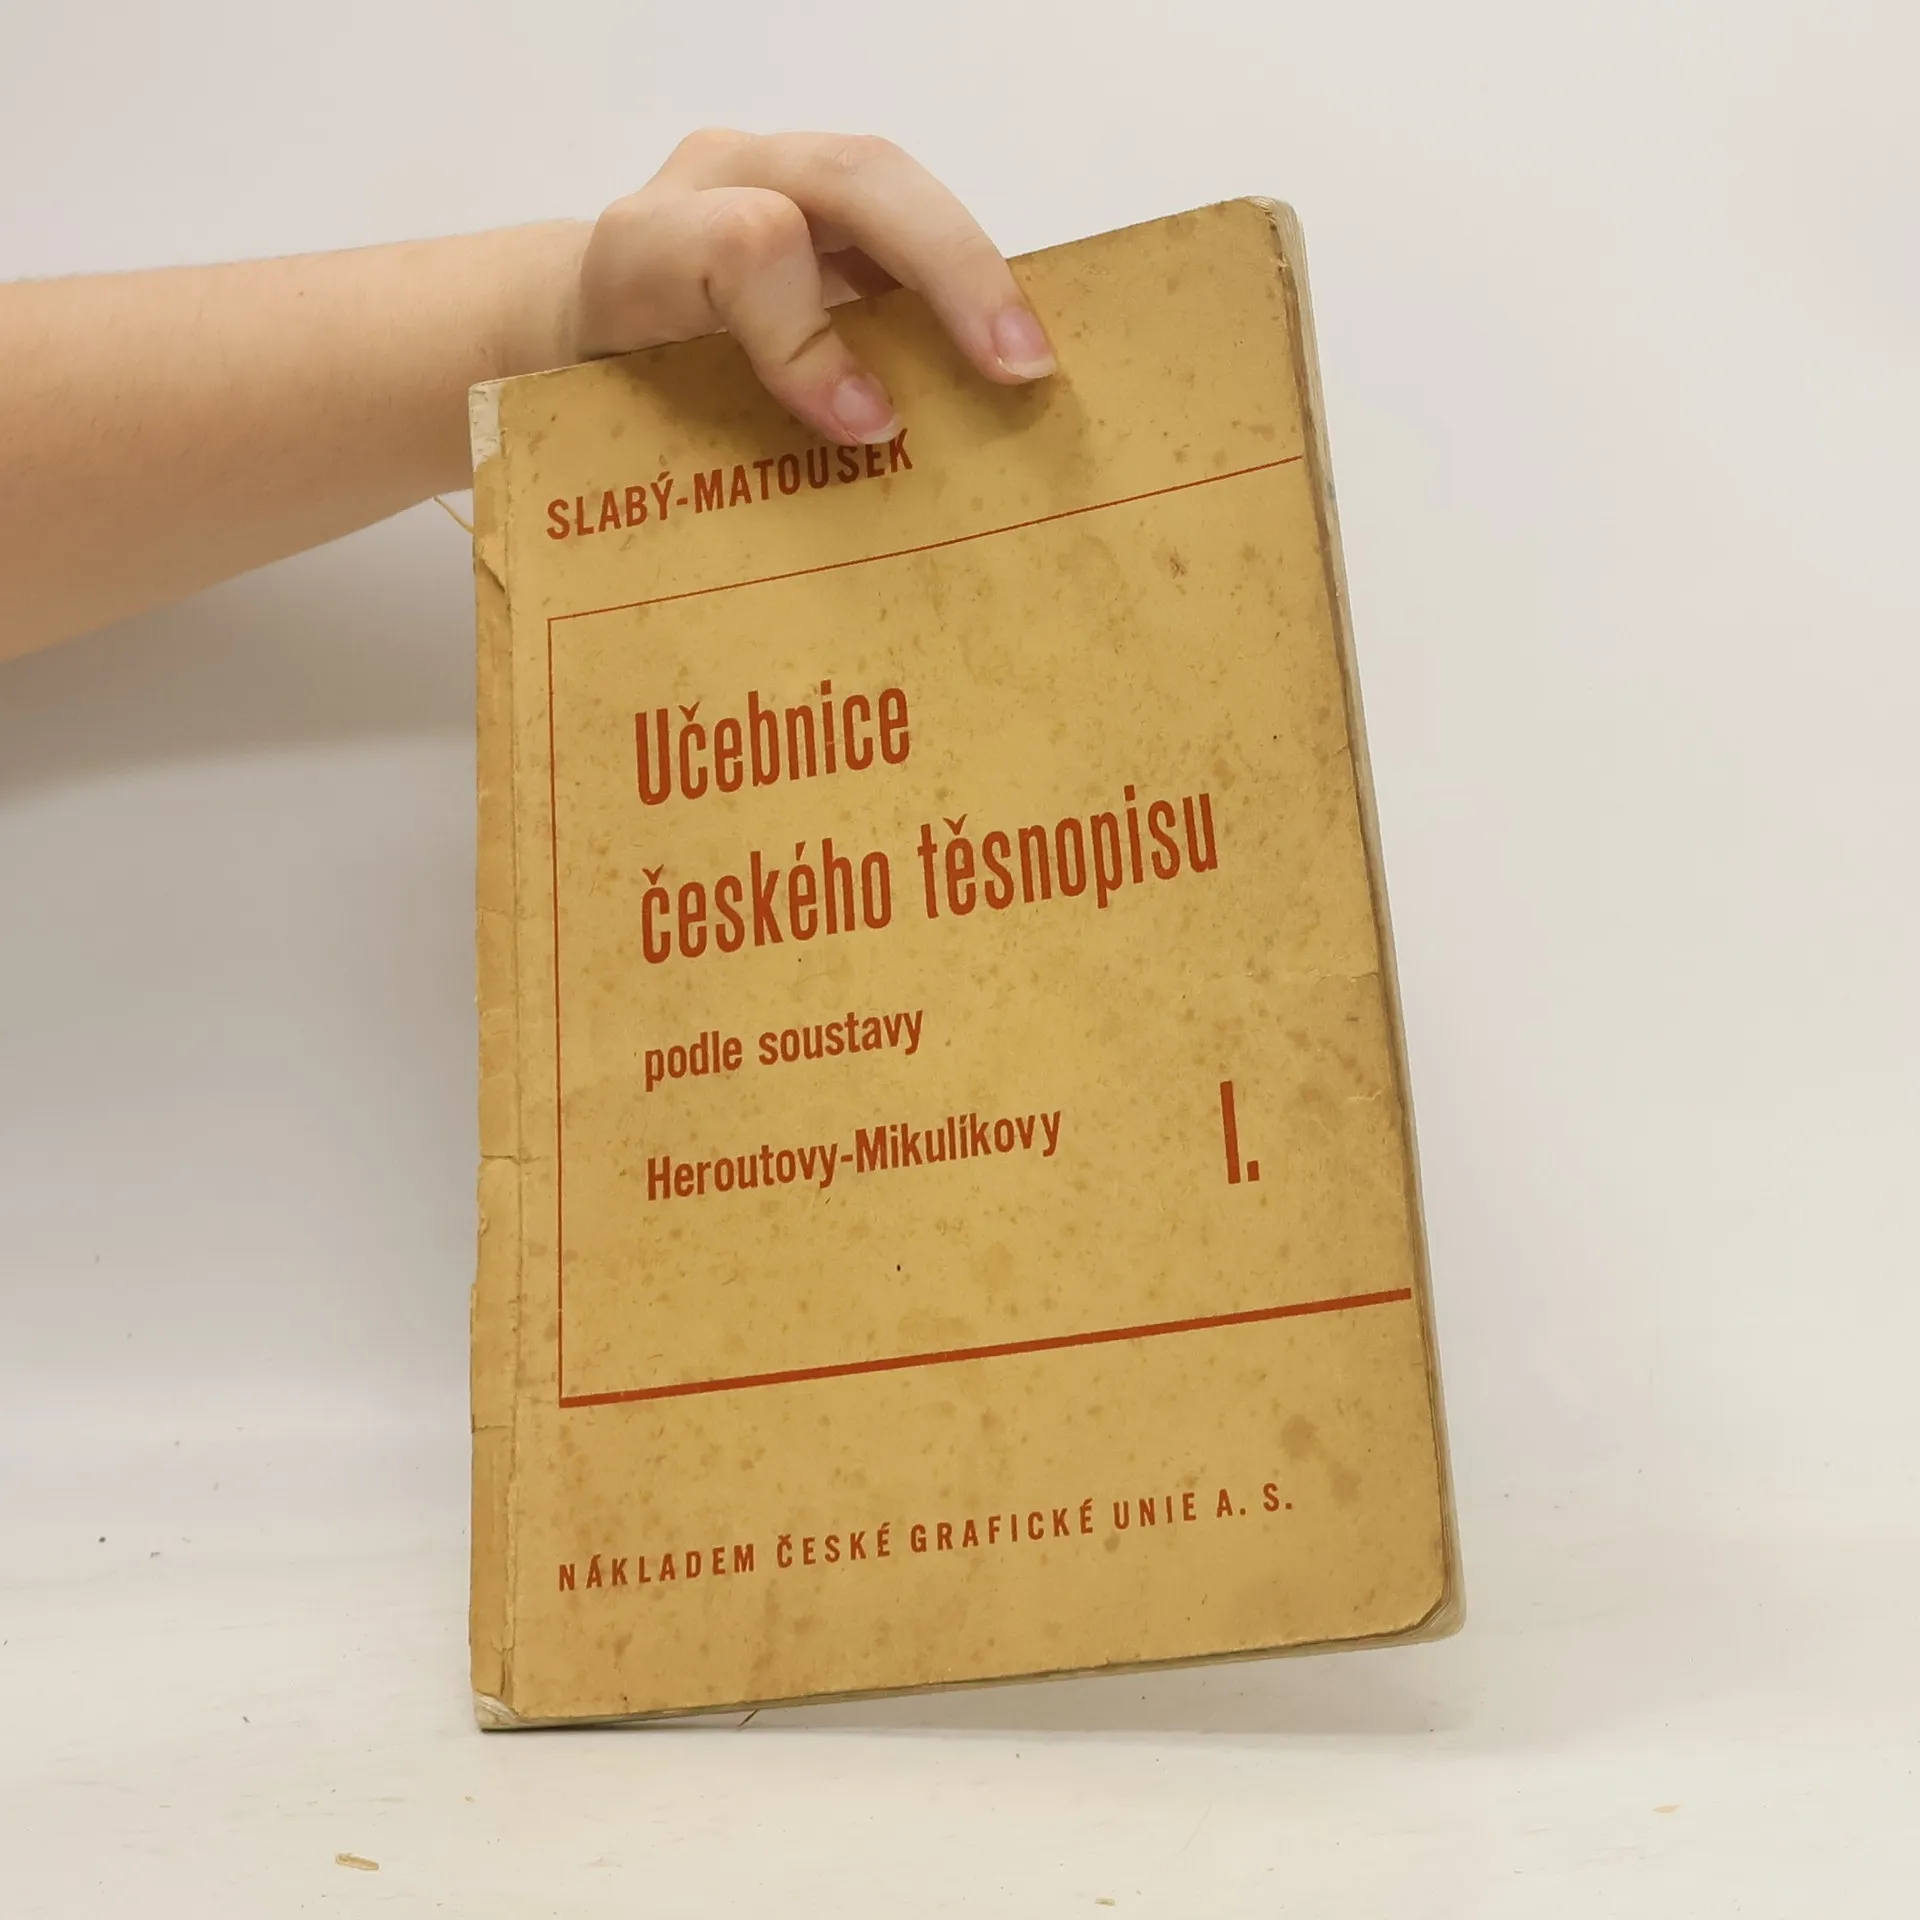 SLABÝ-MATOUŠEK
Učebnice
českého těsnopisu
podle soustavy
Heroutovy-Mikulíkovy
I.
NÁKLADEM ČESKÉ GRAFICKÉ UNIE A. S.